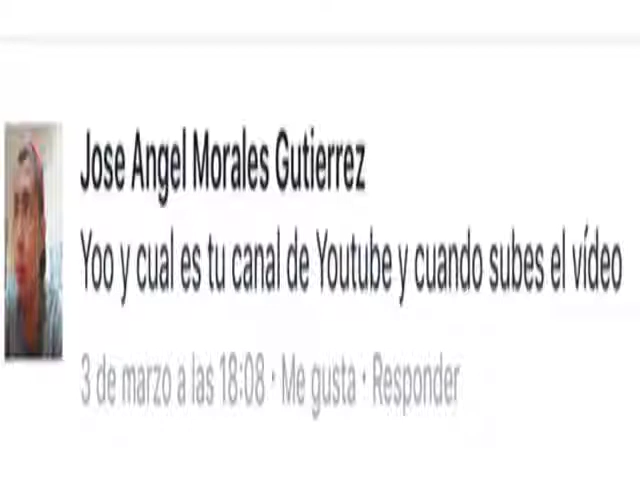 Jose Angel Morales Gutierrez
Yoo y cual es tu canal de Youtube y cuando subes el vídeo
3 de marzo a las 18:08 · Me gusta · Responder